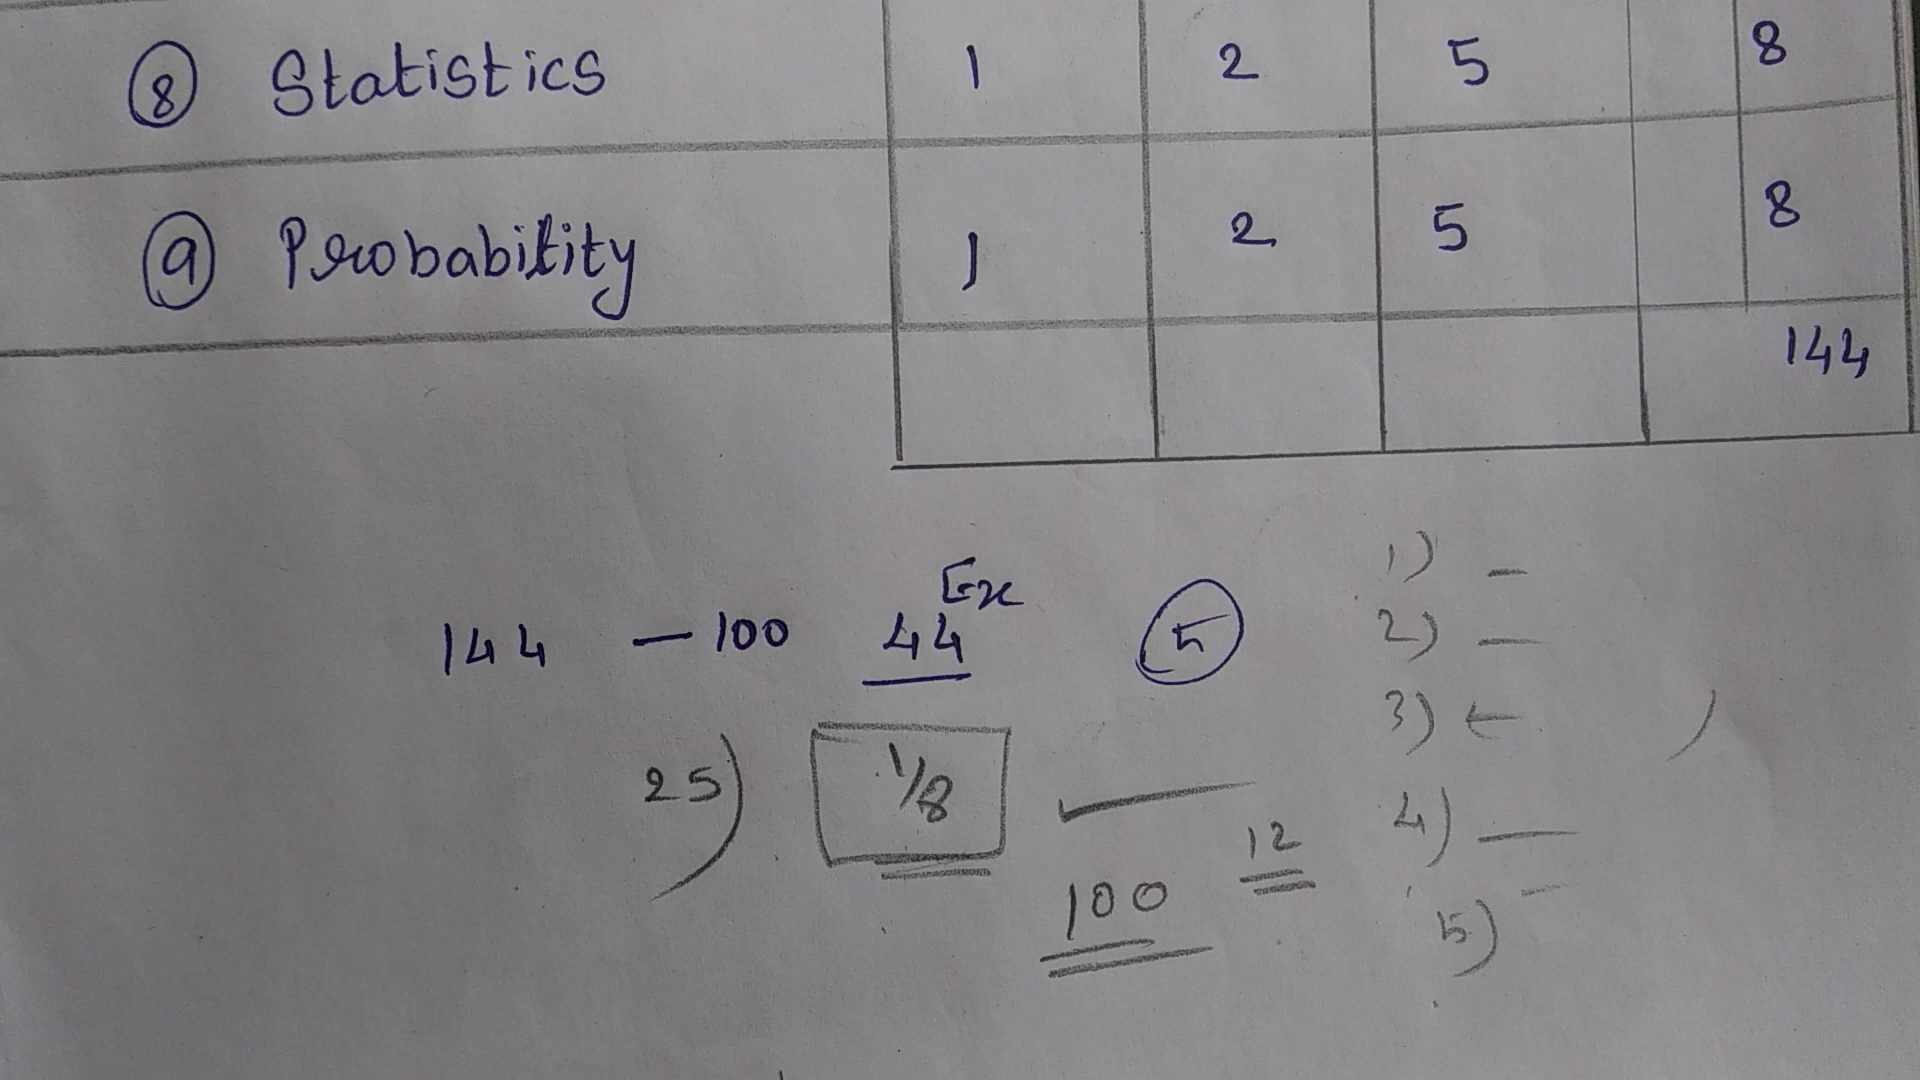 ⑧ Statistics 1 2 5 8
⑨ Probability 1 2 5 8
144
144 — 100 44 Ex ⑤
1) –
2) –
3) –
25) 1/8 —
4) —
12
100
5) –